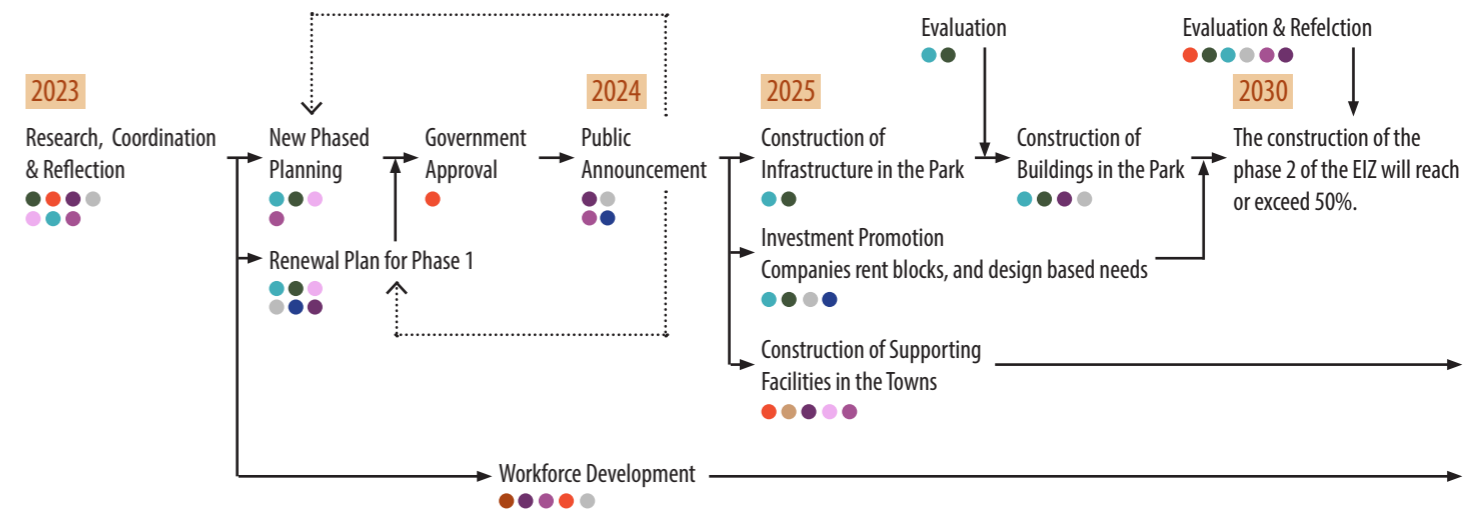 Evaluation
Evaluation & Refelction
2023
2024
2025
2030
Research, Coordination
& Reflection
New Phased
Planning
Government
Approval
Public
Announcement
Construction of
Infrastructure in the Park
Construction of
Buildings in the Park
The construction of the
phase 2 of the EIZ will reach
or exceed 50%.
Renewal Plan for Phase 1
Investment Promotion
Companies rent blocks, and design based needs
Construction of Supporting
Facilities in the Towns
Workforce Development